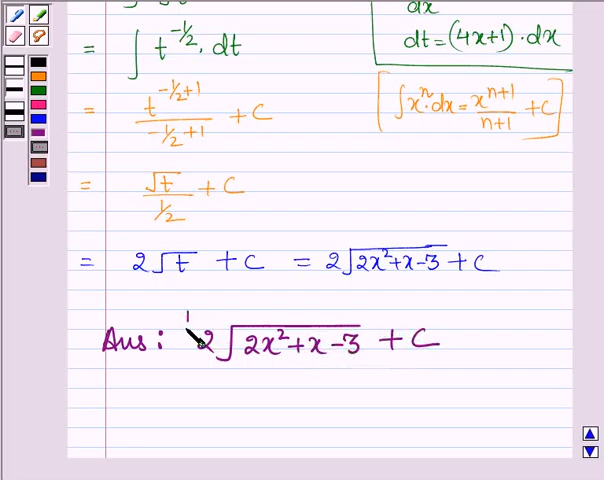 dx
dt = (4x+1)·dx
= ∫ t^{-1/2}. dt
= t^{-1/2+1} / -1/2+1 + C
[∫x^n·dx = x^{n+1} / n+1 + C]
= √t / 1/2 + C
= 2√t + C = 2√2x²+x-3 + C
Ans: 2√2x²+x-3 + C